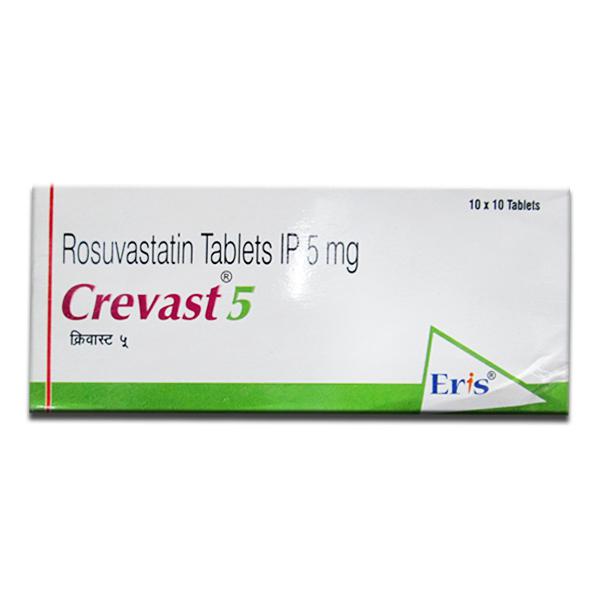 10 x 10 Tablets
Rosuvastatin Tablets IP 5 mg
Crevast® 5
क्रिवास्ट ५
Eris®